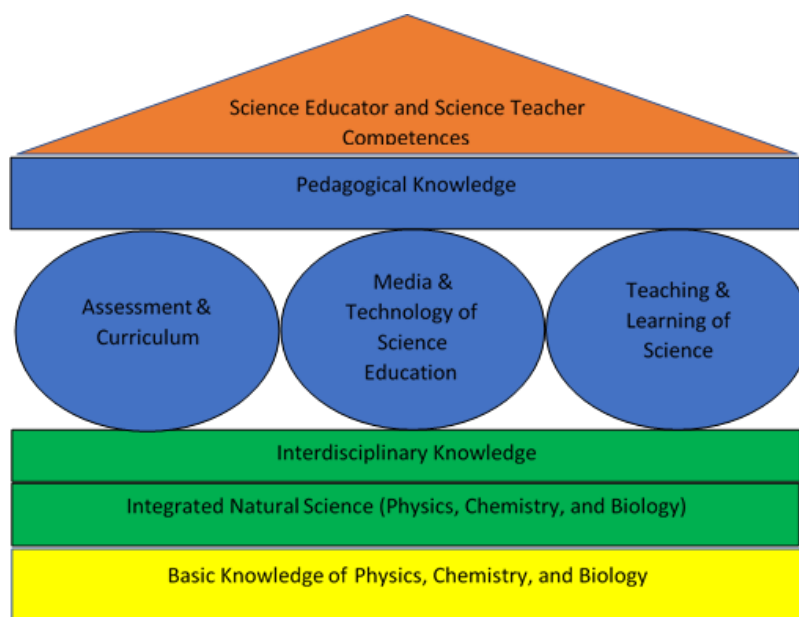 Science Educator and Science Teacher
Competences
Pedagogical Knowledge
Assessment &
Curriculum
Media &
Technology of
Science
Education
Teaching &
Learning of
Science
Interdisciplinary Knowledge
Integrated Natural Science (Physics, Chemistry, and Biology)
Basic Knowledge of Physics, Chemistry, and Biology